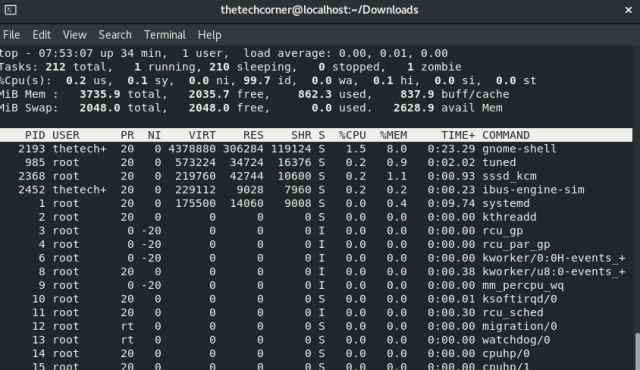 thetechcorner@localhost:~/Downloads
File Edit View Search Terminal Help
top - 07:53:07 up 34 min, 1 user, load average: 0.00, 0.01, 0.00
Tasks: 212 total, 1 running, 210 sleeping, 0 stopped, 1 zombie
%Cpu(s): 0.2 us, 0.1 sy, 0.0 ni, 99.7 id, 0.0 wa, 0.1 hi, 0.0 si, 0.0 st
MiB Mem : 3735.9 total, 2035.7 free, 862.3 used, 837.9 buff/cache
MiB Swap: 2048.0 total, 2048.0 free, 0.0 used. 2628.9 avail Mem
PID USER PR NI VIRT RES SHR S %CPU %MEM TIME+ COMMAND
2193 thetech+ 20 0 4378880 306284 119124 S 1.5 8.0 0:23.29 gnome-shell
985 root 20 0 573224 34724 16376 S 0.2 0.9 0:02.02 tuned
2368 root 20 0 219760 42744 10600 S 0.2 1.1 0:00.93 sssd_kcm
2452 thetech+ 20 0 229112 9028 7960 S 0.2 0.2 0:00.23 ibus-engine-sim
1 root 20 0 175500 14060 9008 S 0.0 0.4 0:09.74 systemd
2 root 20 0 0 0 0 S 0.0 0.0 0:00.00 kthreadd
3 root 0 -20 0 0 0 I 0.0 0.0 0:00.00 rcu_gp
4 root 0 -20 0 0 0 I 0.0 0.0 0:00.00 rcu_par_gp
6 root 0 -20 0 0 0 I 0.0 0.0 0:00.00 kworker/0:0H-events_+
8 root 20 0 0 0 0 I 0.0 0.0 0:00.38 kworker/u8:0-events_+
9 root 0 -20 0 0 0 I 0.0 0.0 0:00.00 mm_percpu_wq
10 root 20 0 0 0 0 S 0.0 0.0 0:00.01 ksoftirqd/0
11 root 20 0 0 0 0 I 0.0 0.0 0:00.30 rcu_sched
12 root rt 0 0 0 0 S 0.0 0.0 0:00.00 migration/0
13 root rt 0 0 0 0 S 0.0 0.0 0:00.00 watchdog/0
14 root 20 0 0 0 0 S 0.0 0.0 0:00.00 cpuhp/0
15 root 20 0 0 0 0 S 0.0 0.0 0:00.00 cpuhp/1